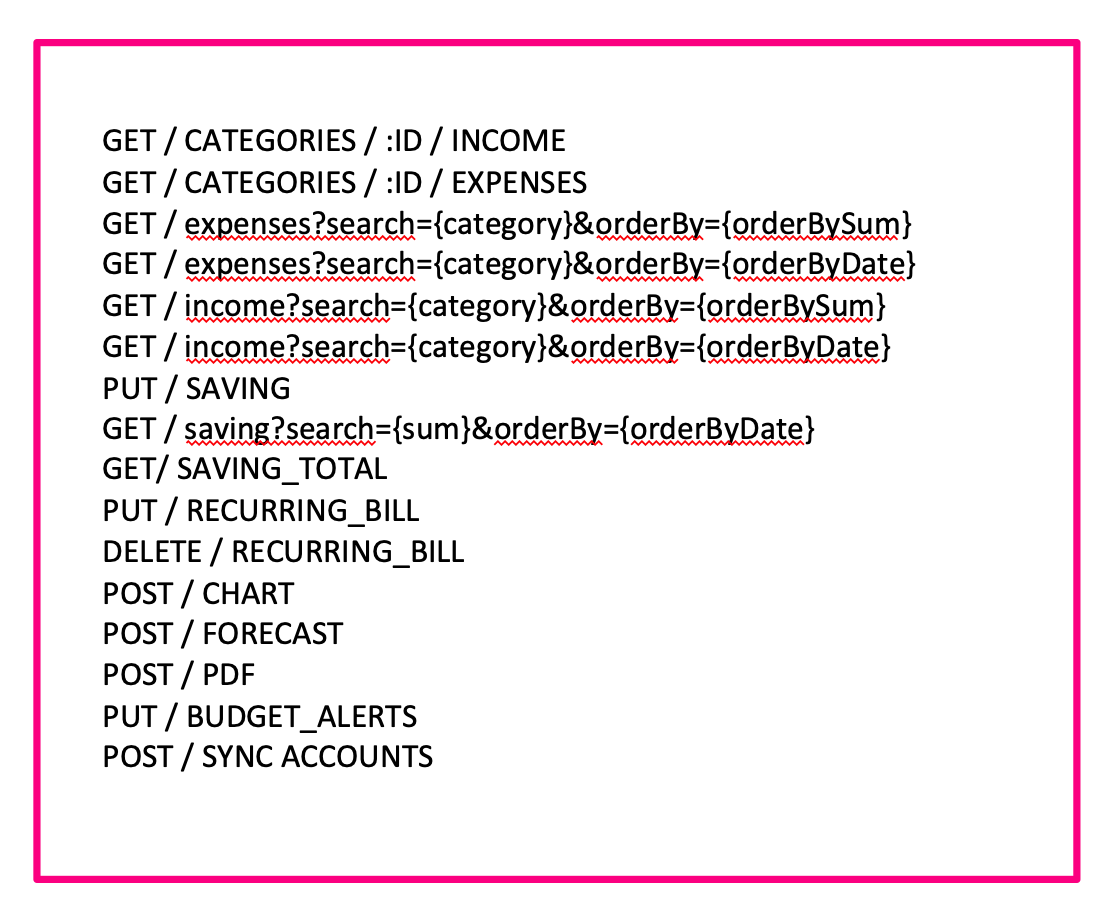 GET / CATEGORIES / :ID / INCOME
GET / CATEGORIES / :ID / EXPENSES
GET / expenses?search={category}&orderBy={orderBySum}
GET / expenses?search={category}&orderBy={orderByDate}
GET / income?search={category}&orderBy={orderBySum}
GET / income?search={category}&orderBy={orderByDate}
PUT / SAVING
GET / saving?search={sum}&orderBy={orderByDate}
GET/ SAVING_TOTAL
PUT / RECURRING_BILL
DELETE / RECURRING_BILL
POST / CHART
POST / FORECAST
POST / PDF
PUT / BUDGET_ALERTS
POST / SYNC ACCOUNTS